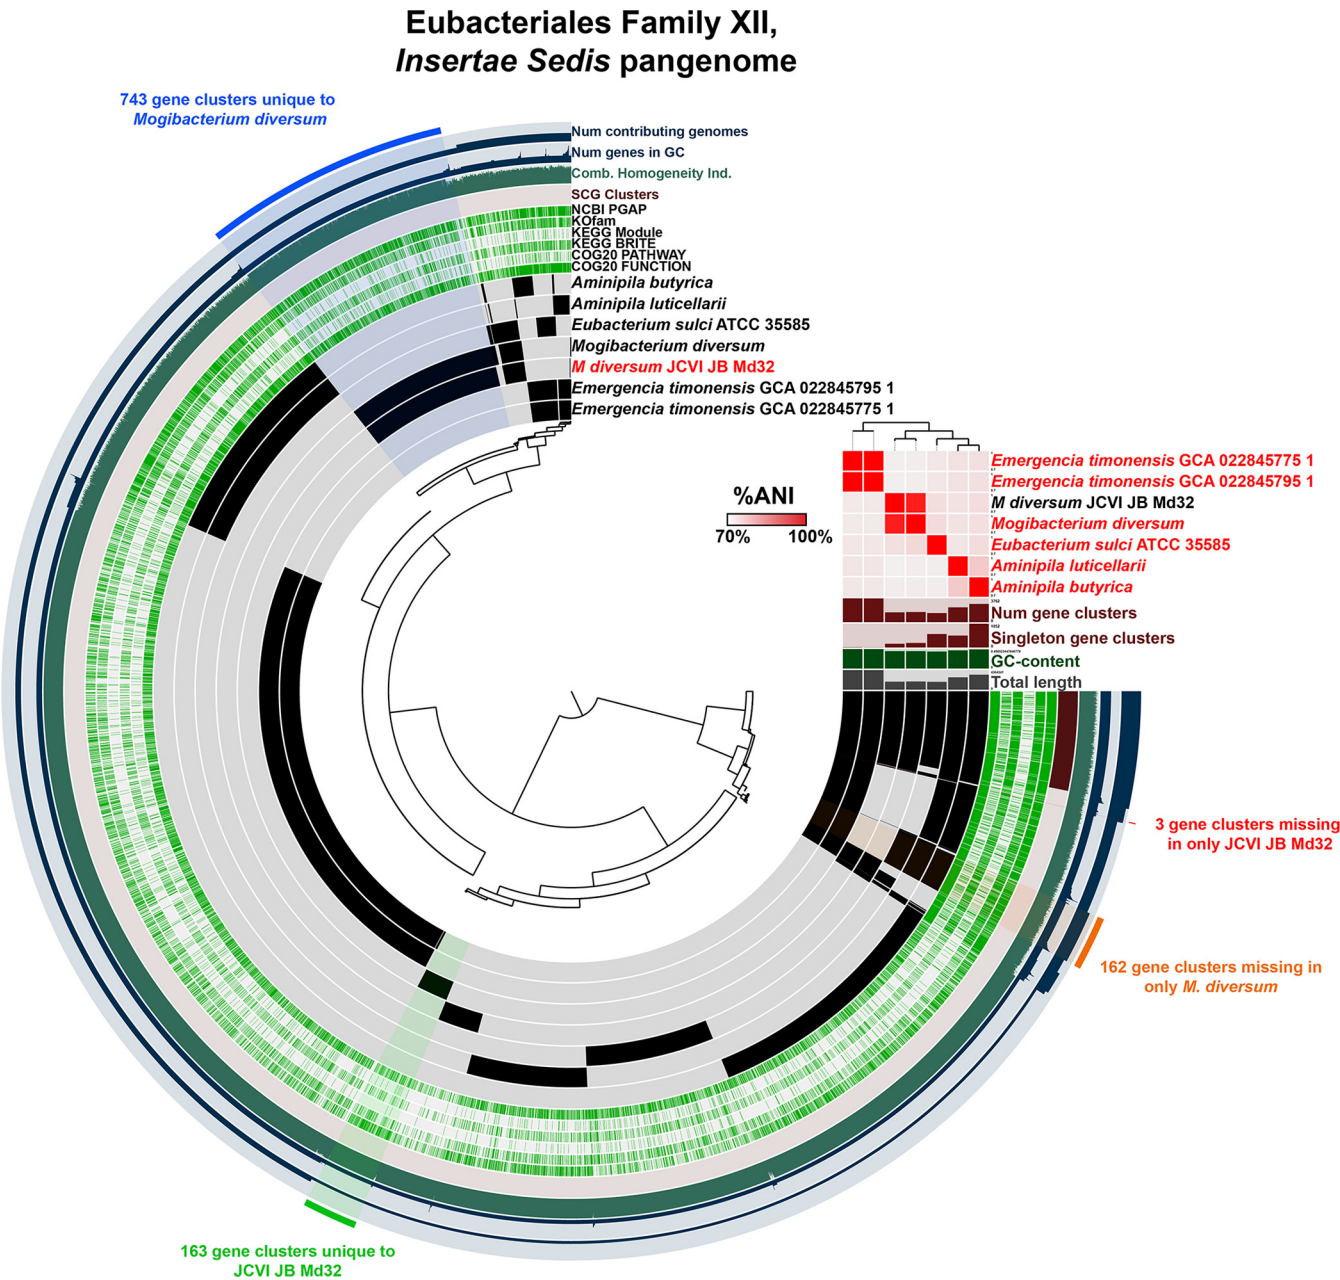 Eubacteriales Family XII,
Insertae Sedis pangenome
743 gene clusters unique to
Mogibacterium diversum
Num contributing genomes
Num genes in GC
Comb. Homogeneity Ind.
SCG Clusters
NCBI PGAP
KOfam
KEGG Module
KEGG BRITE
COG20 PATHWAY
COG20 FUNCTION
Aminipila butyrica
Aminipila luticellarii
Eubacterium sulci ATCC 35585
Mogibacterium diversum
M diversum JCVI JB Md32
Emergencia timonensis GCA 022845795 1
Emergencia timonensis GCA 022845775 1
%ANI
70% 100%
Emergencia timonensis GCA 022845775 1
Emergencia timonensis GCA 022845795 1
M diversum JCVI JB Md32
Mogibacterium diversum
Eubacterium sulci ATCC 35585
Aminipila luticellarii
Aminipila butyrica
Num gene clusters
Singleton gene clusters
GC-content
Total length
3 gene clusters missing
in only JCVI JB Md32
162 gene clusters missing in
only M. diversum
163 gene clusters unique to
JCVI JB Md32